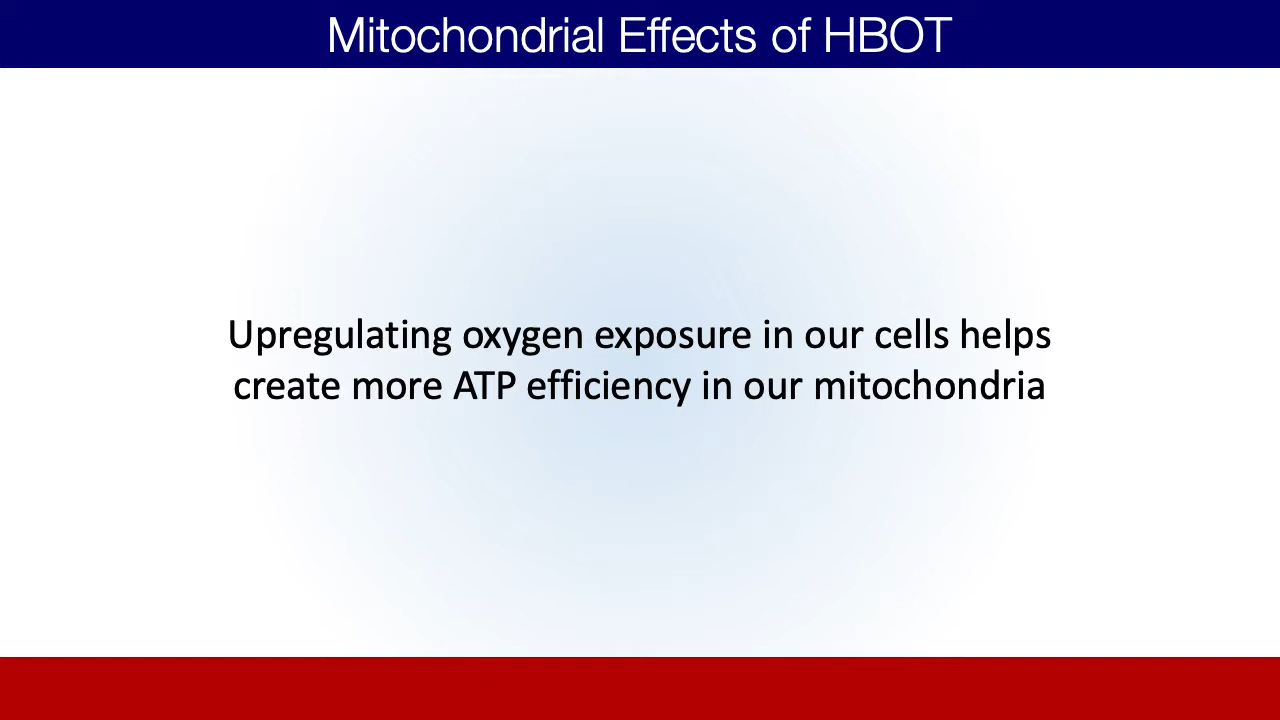 Mitochondrial Effects of HBOT
Upregulating oxygen exposure in our cells helps
create more ATP efficiency in our mitochondria